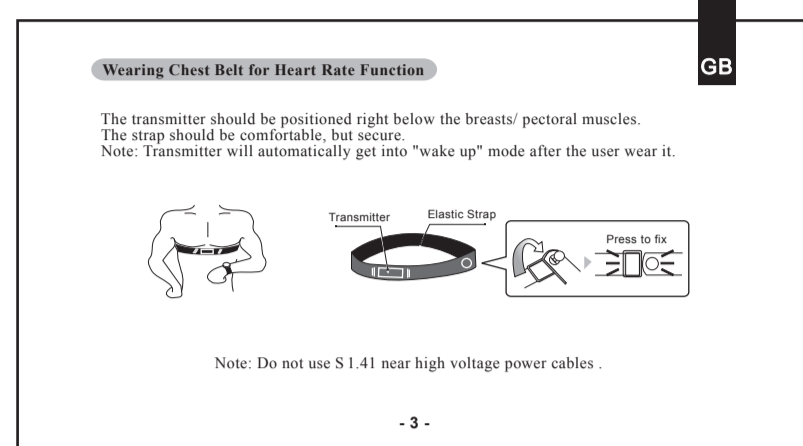 GB
Wearing Chest Belt for Heart Rate Function
The transmitter should be positioned right below the breasts/ pectoral muscles.
The strap should be comfortable, but secure.
Note: Transmitter will automatically get into "wake up" mode after the user wear it.
Transmitter
Elastic Strap
Press to fix
Note: Do not use S 1.41 near high voltage power cables .
- 3 -